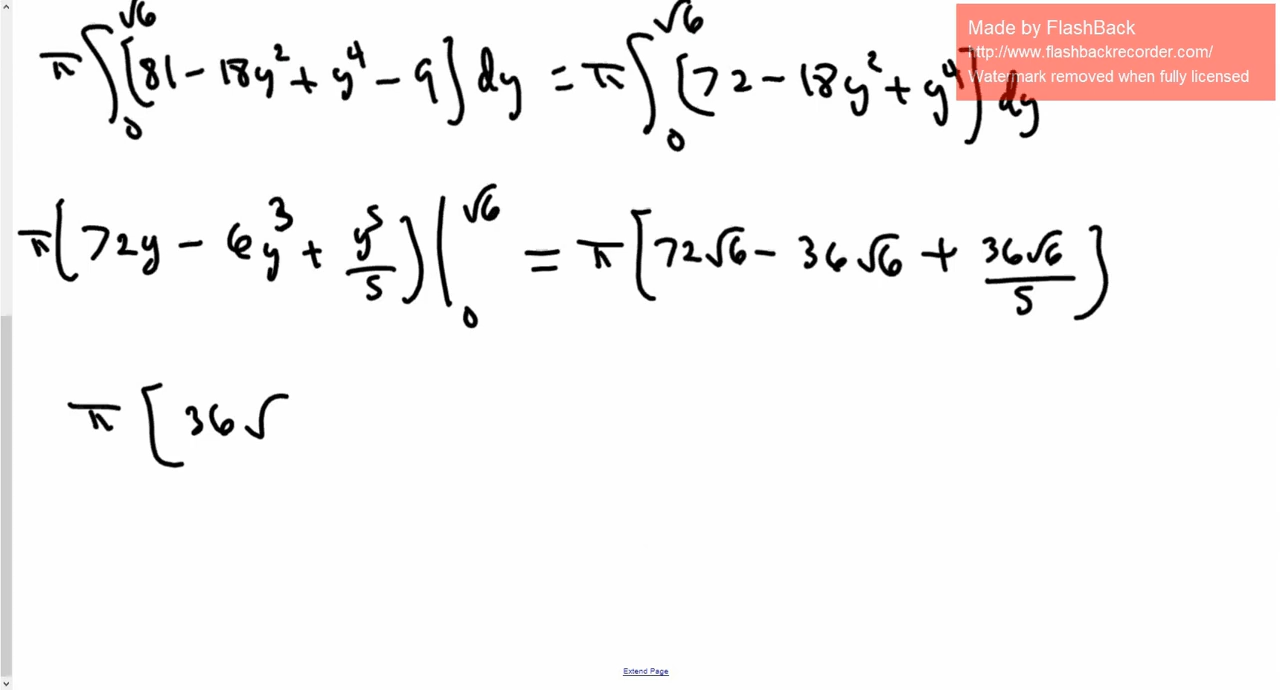 Made by FlashBack
http://www.flashbackrecorder.com/
Watermark removed when fully licensed
π∫₀^√6 [81 - 18y² + y⁴ - 9] dy = π∫₀^√6 [72 - 18y² + y⁴] dy
π(72y - 6y³ + y⁵/5)|₀^√6 = π[72√6 - 36√6 + 36√6/5)
π[36√
Extend Page